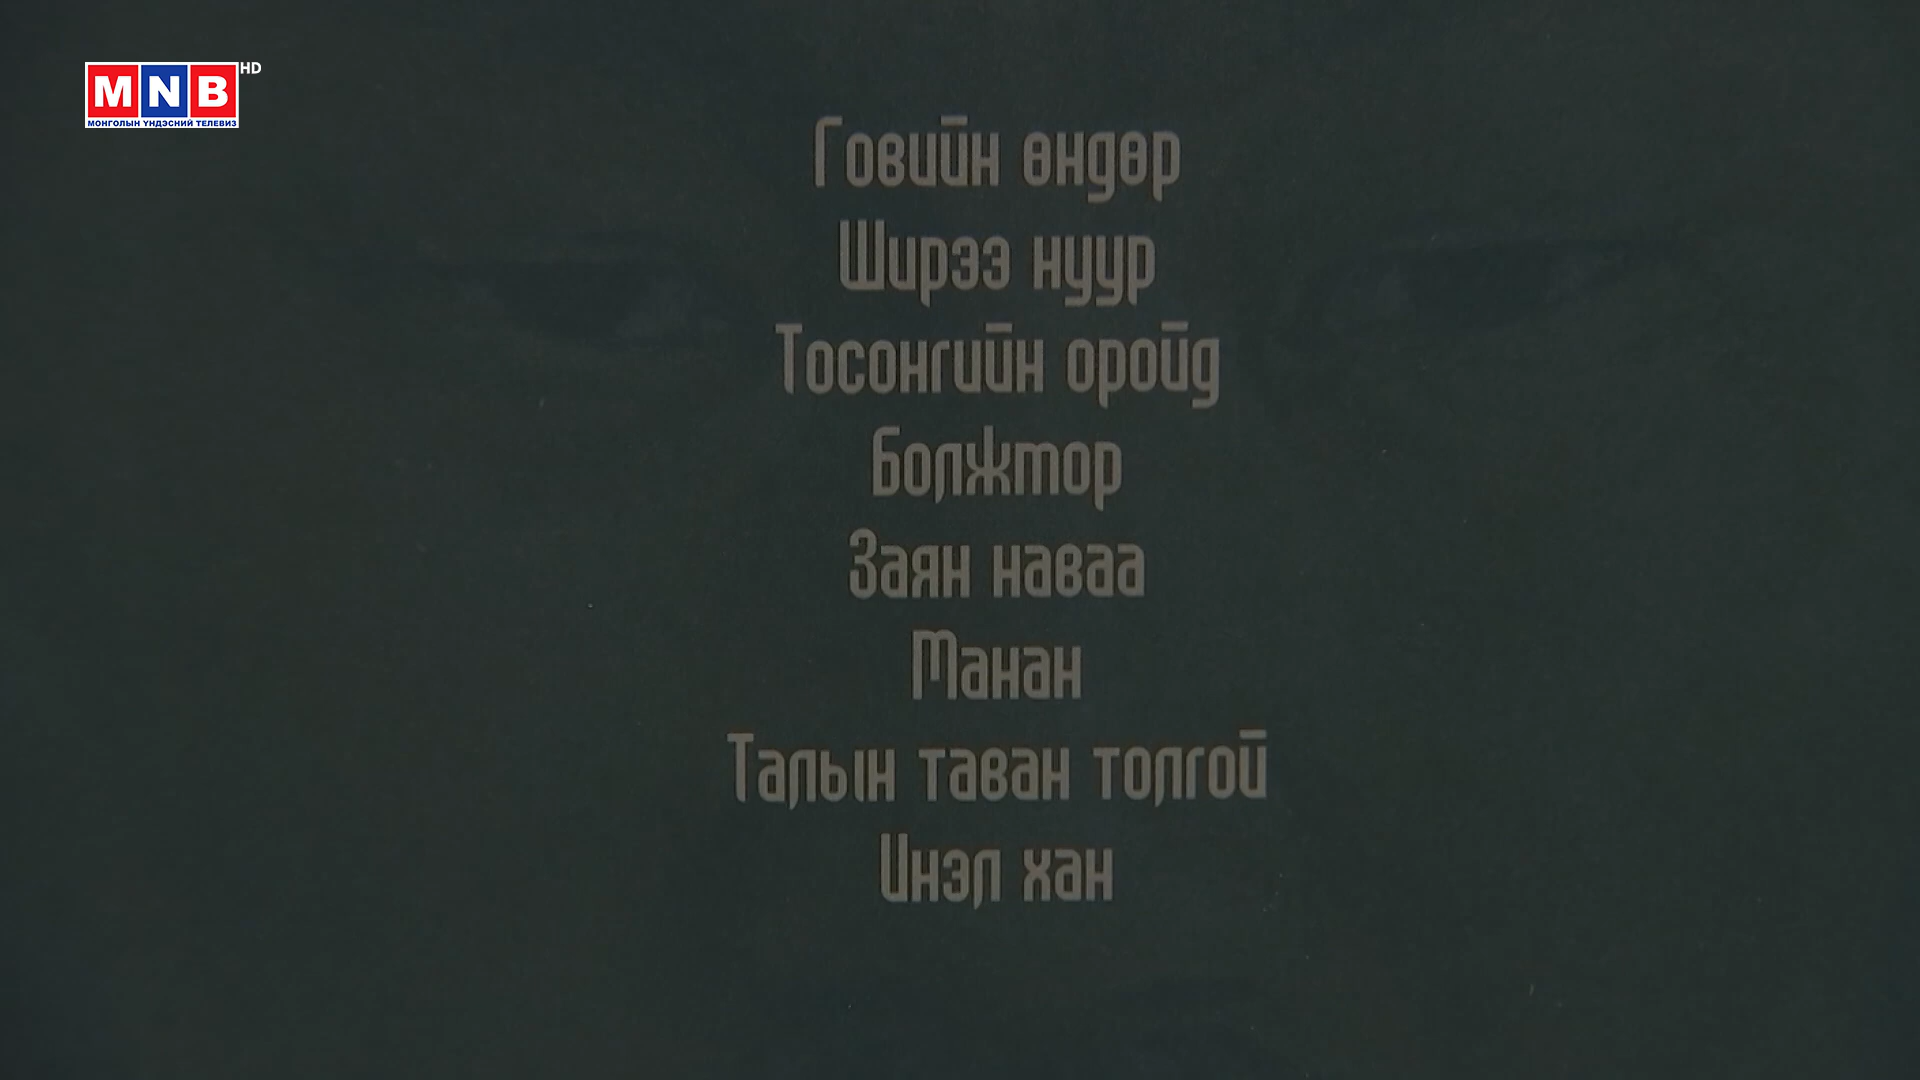 MNB HD
МОНГОЛЫН ҮНДЭСНИЙ ТЕЛЕВИЗ
Говийн өндөр
Ширээ нуур
Тосонгийн оройд
Болжтор
Заян наваа
Манан
Талын таван толгой
Инэл хан